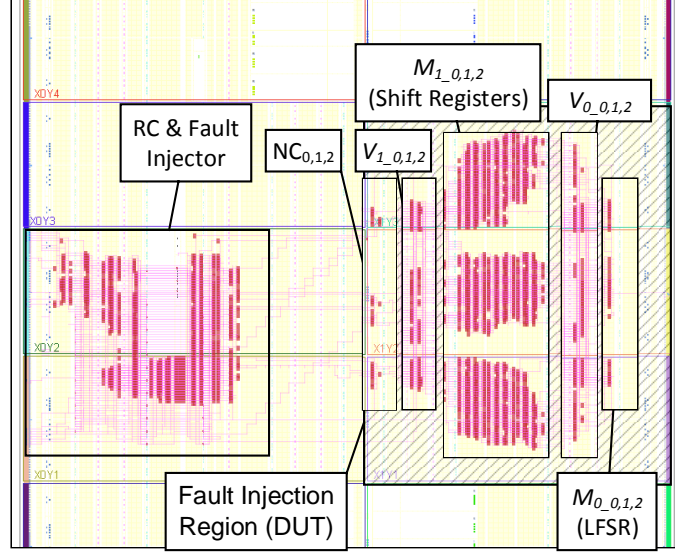 X0Y4
M1_0,1,2
(Shift Registers)
V0_0,1,2
RC & Fault
Injector
NC0,1,2
V1_0,1,2
X0Y3
X0Y2
X1Y2
X0Y1
X1Y1
Fault Injection
Region (DUT)
M0_0,1,2
(LFSR)